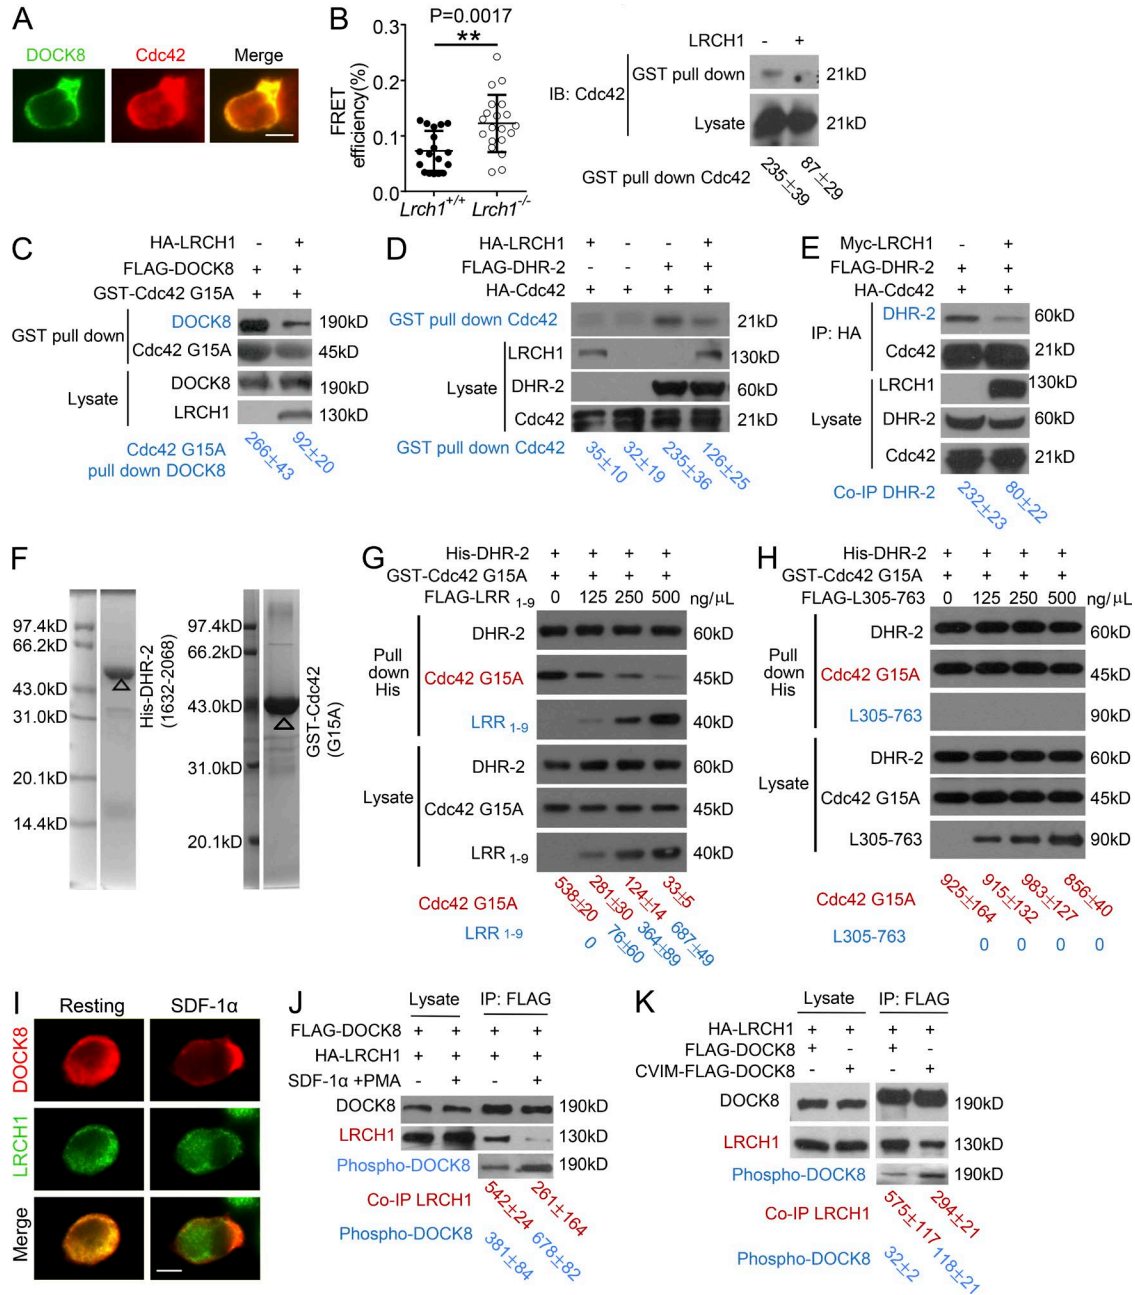 A
DOCK8 Cdc42 Merge
B
P=0.0017
**
FRET efficiency(%)
0.3
0.2
0.1
0.0
Lrch1+/+ Lrch1-/-
LRCH1 - +
IB: Cdc42
GST pull down 21kD
Lysate 21kD
GST pull down Cdc42 235±39 87±29
C
HA-LRCH1 - +
FLAG-DOCK8 + +
GST-Cdc42 G15A + +
GST pull down
DOCK8 190kD
Cdc42 G15A 45kD
Lysate
DOCK8 190kD
LRCH1 130kD
Cdc42 G15A
pull down DOCK8 266±43 92±20
D
HA-LRCH1 + - - +
FLAG-DHR-2 - - + +
HA-Cdc42 + + + +
GST pull down Cdc42 21kD
Lysate
LRCH1 130kD
DHR-2 60kD
Cdc42 21kD
GST pull down Cdc42 35±10 32±19 235±36 126±25
E
Myc-LRCH1 - +
FLAG-DHR-2 + +
HA-Cdc42 + +
IP: HA
DHR-2 60kD
Cdc42 21kD
Lysate
LRCH1 130kD
DHR-2 60kD
Cdc42 21kD
Co-IP DHR-2 232±23 80±22
F
97.4kD
66.2kD
43.0kD
31.0kD
20.1kD
14.4kD
His-DHR-2
(1632-2068)
97.4kD
66.2kD
43.0kD
31.0kD
20.1kD
GST-Cdc42
(G15A)
G
His-DHR-2 + + + +
GST-Cdc42 G15A + + + +
FLAG-LRR 1-9 0 125 250 500 ng/μL
Pull down His
DHR-2 60kD
Cdc42 G15A 45kD
LRR 1-9 40kD
Lysate
DHR-2 60kD
Cdc42 G15A 45kD
LRR 1-9 40kD
Cdc42 G15A 538±20 281±30 124±14 33±5
LRR 1-9 0 76±60 364±89 687±49
H
His-DHR-2 + + + +
GST-Cdc42 G15A + + + +
FLAG-L305-763 0 125 250 500 ng/μL
Pull down His
DHR-2 60kD
Cdc42 G15A 45kD
L305-763 90kD
Lysate
DHR-2 60kD
Cdc42 G15A 45kD
L305-763 90kD
Cdc42 G15A 925±164 915±132 983±127 856±40
L305-763 0 0 0 0
I
Resting SDF-1α
DOCK8
LRCH1
Merge
J
Lysate IP: FLAG
FLAG-DOCK8 + + + +
HA-LRCH1 + + + +
SDF-1α +PMA - + - +
DOCK8 190kD
LRCH1 130kD
Phospho-DOCK8 190kD
Co-IP LRCH1 542±24 261±164
Phospho-DOCK8 381±84 678±82
K
Lysate IP: FLAG
HA-LRCH1 + + + +
FLAG-DOCK8 + - + -
CVIM-FLAG-DOCK8 - + - +
DOCK8 190kD
LRCH1 130kD
Phospho-DOCK8 190kD
Co-IP LRCH1 575±117 294±21
Phospho-DOCK8 32±2 118±21